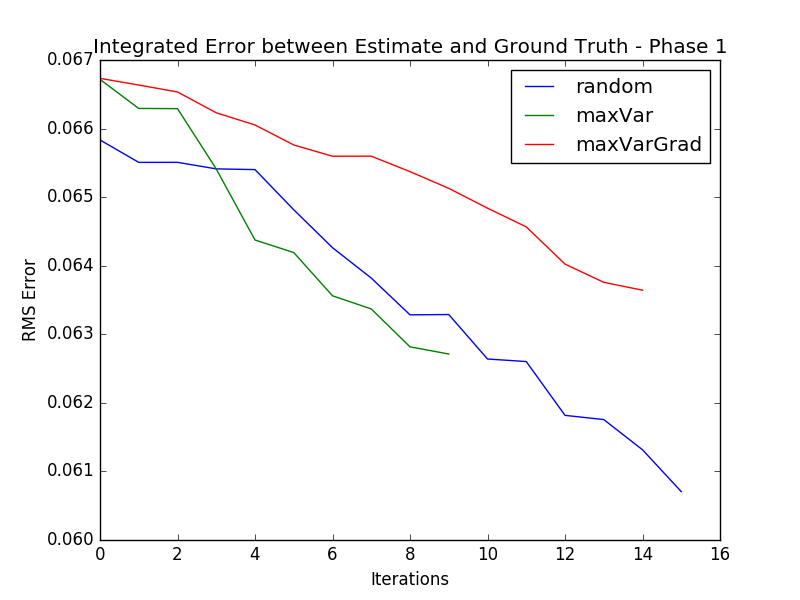 Integrated Error between Estimate and Ground Truth - Phase 1
random
maxVar
maxVarGrad
RMS Error
0.067
0.066
0.065
0.064
0.063
0.062
0.061
0.060
0 2 4 6 8 10 12 14 16
Iterations